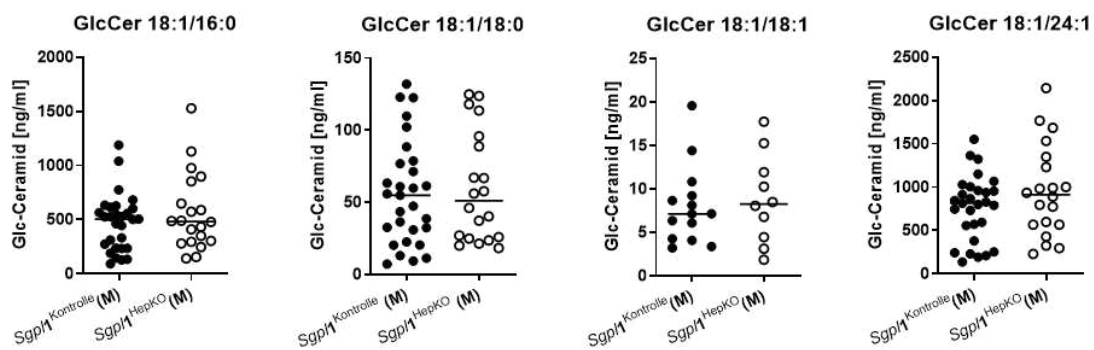 GlcCer 18:1/16:0
Glc-Ceramid [ng/ml]
2000
1500
1000
500
0
Sgpl1Kontrolle (M)
Sgpl1HepKO (M)
GlcCer 18:1/18:0
Glc-Ceramid [ng/ml]
150
100
50
0
Sgpl1Kontrolle (M)
Sgpl1HepKO (M)
GlcCer 18:1/18:1
Glc-Ceramid [ng/ml]
25
20
15
10
5
0
Sgpl1Kontrolle (M)
Sgpl1HepKO (M)
GlcCer 18:1/24:1
Glc-Ceramid [ng/ml]
2500
2000
1500
1000
500
0
Sgpl1Kontrolle (M)
Sgpl1HepKO (M)